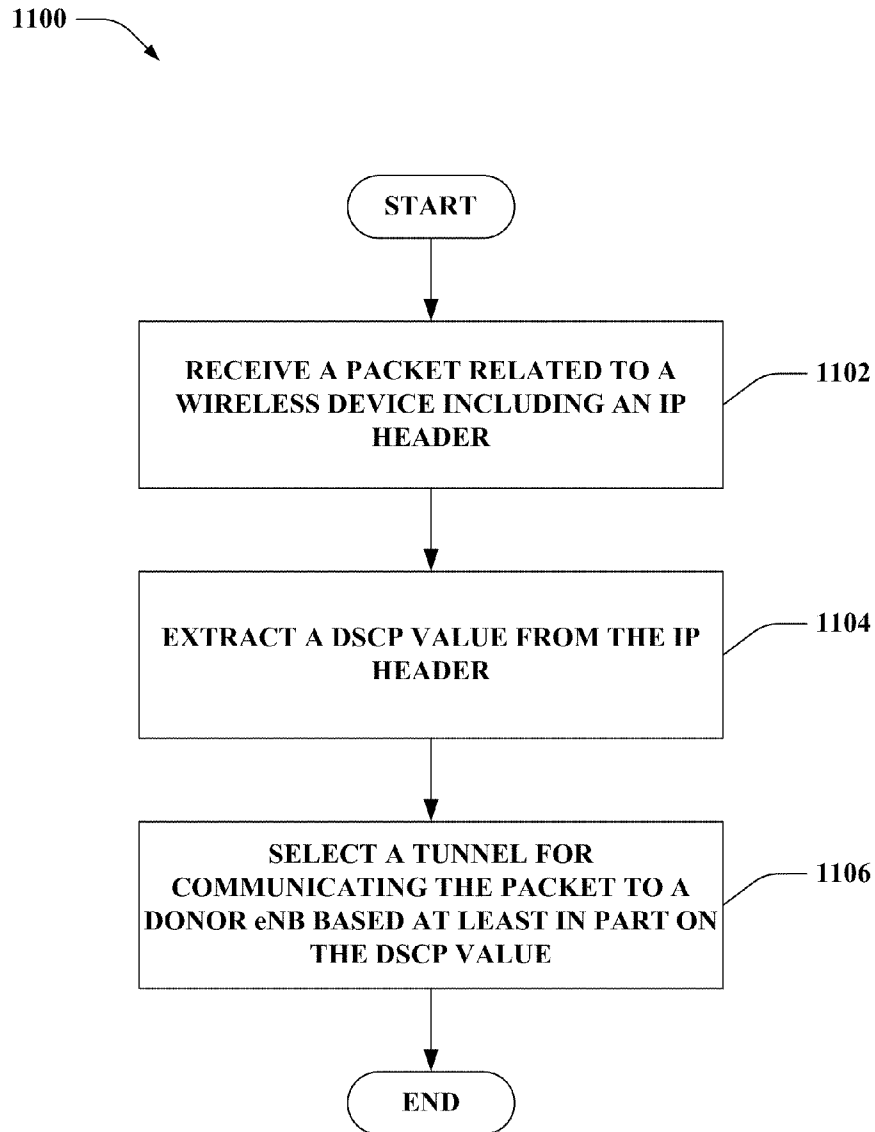 1100
START
RECEIVE A PACKET RELATED TO A
WIRELESS DEVICE INCLUDING AN IP
HEADER
1102
EXTRACT A DSCP VALUE FROM THE IP
HEADER
1104
SELECT A TUNNEL FOR
COMMUNICATING THE PACKET TO A
DONOR eNB BASED AT LEAST IN PART ON
THE DSCP VALUE
1106
END